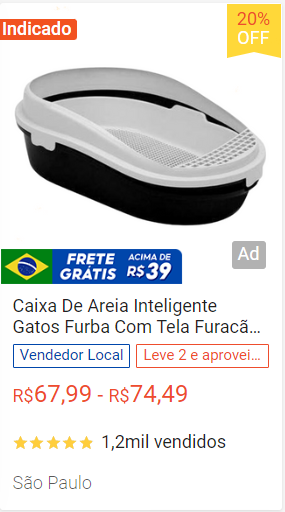 Indicado
20%
OFF
Ad
FRETE
GRÁTIS
ACIMA DE
R$39
Caixa De Areia Inteligente
Gatos Furba Com Tela Furacã...
Vendedor Local
Leve 2 e aprovei...
R$67,99 - R$74,49
1,2mil vendidos
São Paulo